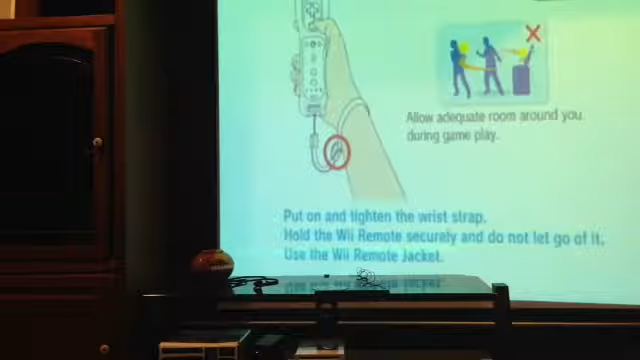 Allow adequate room around you
during game play.
Put on and tighten the wrist strap.
Hold the Wii Remote securely and do not let go of it.
Use the Wii Remote Jacket.